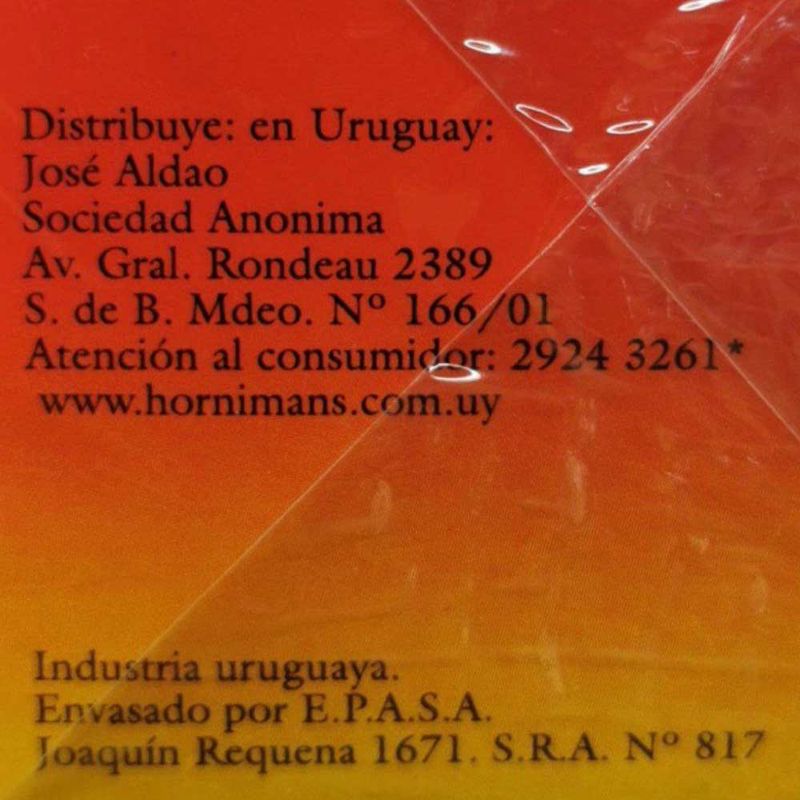 Distribuye: en Uruguay:
José Aldao
Sociedad Anonima
Av. Gral. Rondeau 2389
S. de B. Mdeo. Nº 166/01
Atención al consumidor: 2924 3261*
www.hornimans.com.uy
Industria uruguaya.
Envasado por E.P.A.S.A.
Joaquín Requena 1671. S.R.A. Nº 817